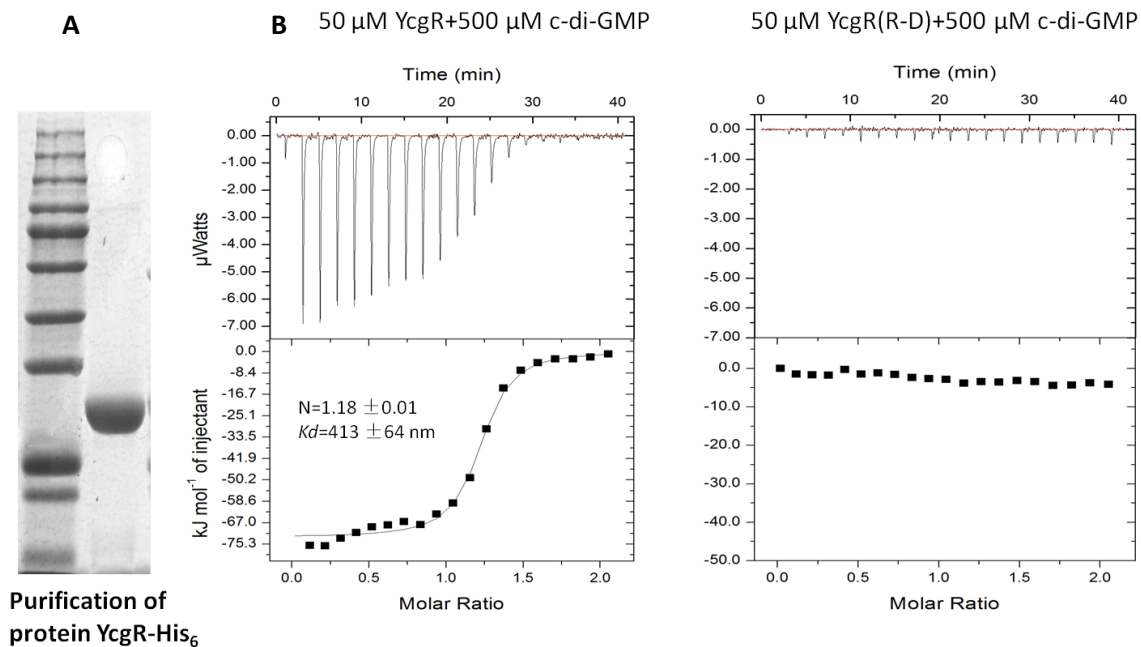 A
B
50 µM YcgR+500 µM c-di-GMP
50 µM YcgR(R-D)+500 µM c-di-GMP
Time (min)
0 10 20 30 40
0.00
-1.00
-2.00
-3.00
-4.00
-5.00
-6.00
-7.00
µWatts
0.0
-8.4
-16.7
-25.1
-33.5
-41.9
-50.2
-58.6
-67.0
-75.3
kJ mol⁻¹ of injectant
N=1.18 ±0.01
Kd=413 ±64 nm
0.0 0.5 1.0 1.5 2.0
Molar Ratio
Time (min)
0 10 20 30 40
0.00
-1.00
-2.00
-3.00
-4.00
-5.00
-6.00
-7.00
0.0
-10.0
-20.0
-30.0
-40.0
-50.0
0.0 0.5 1.0 1.5 2.0
Molar Ratio
Purification of
protein YcgR-His₆